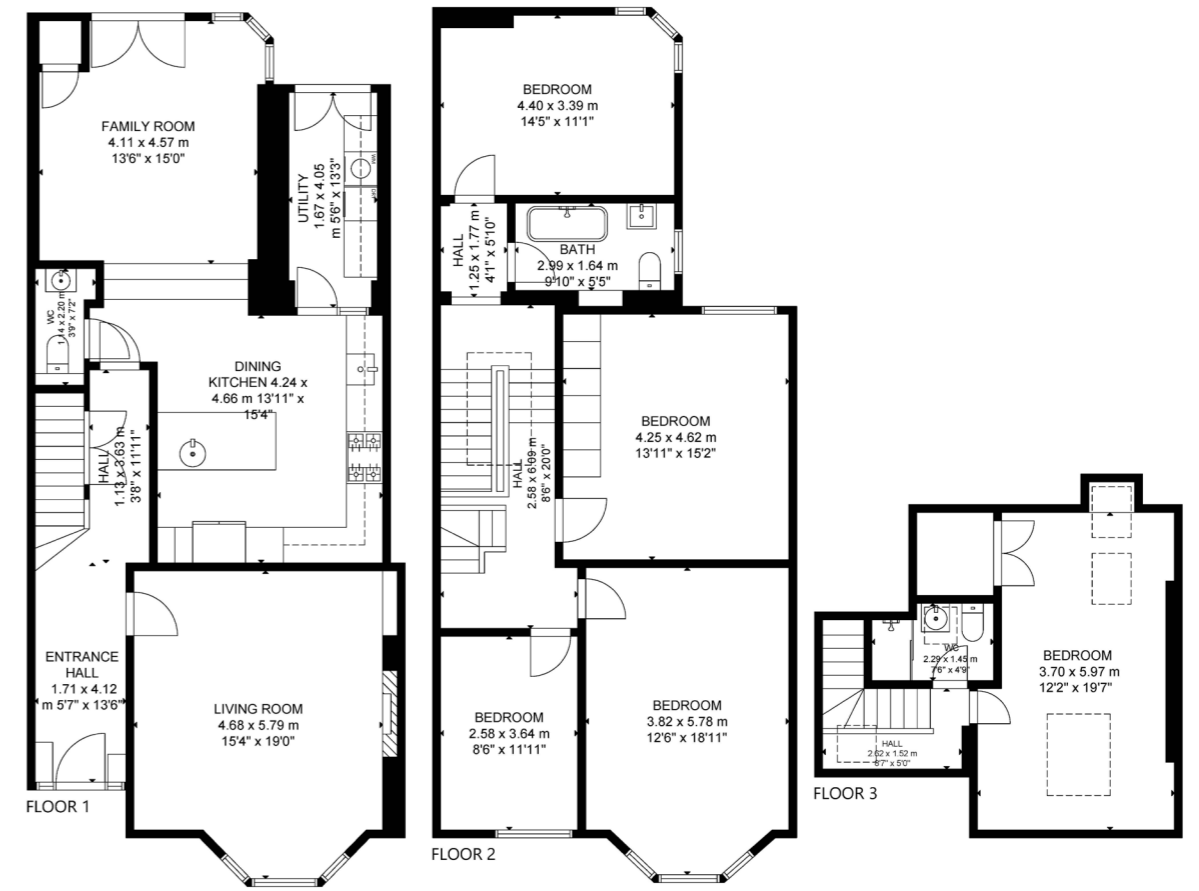 FAMILY ROOM
4.11 x 4.57 m
13'6" x 15'0"
UTILITY
1.67 x 4.05
m 5'6" x 13'3"
WM
DRY
WC
1.14 x 2.20 m
3'9" x 7'2"
DINING
KITCHEN 4.24 x
4.66 m 13'11" x
15'4"
HALL
1.13 x 3.63 m
3'8" x 11'11"
ENTRANCE
HALL
1.71 x 4.12
m 5'7" x 13'6"
LIVING ROOM
4.68 x 5.79 m
15'4" x 19'0"
FLOOR 1
BEDROOM
4.40 x 3.39 m
14'5" x 11'1"
HALL
1.25 x 1.77 m
4'1" x 5'10"
BATH
2.99 x 1.64 m
9'10" x 5'5"
HALL
2.58 x 6.09 m
8'6" x 20'0"
BEDROOM
4.25 x 4.62 m
13'11" x 15'2"
BEDROOM
2.58 x 3.64 m
8'6" x 11'11"
BEDROOM
3.82 x 5.78 m
12'6" x 18'11"
FLOOR 2
WC
2.29 x 1.45 m
7'6" x 4'9"
BEDROOM
3.70 x 5.97 m
12'2" x 19'7"
HALL
2.62 x 1.52 m
8'7" x 5'0"
FLOOR 3